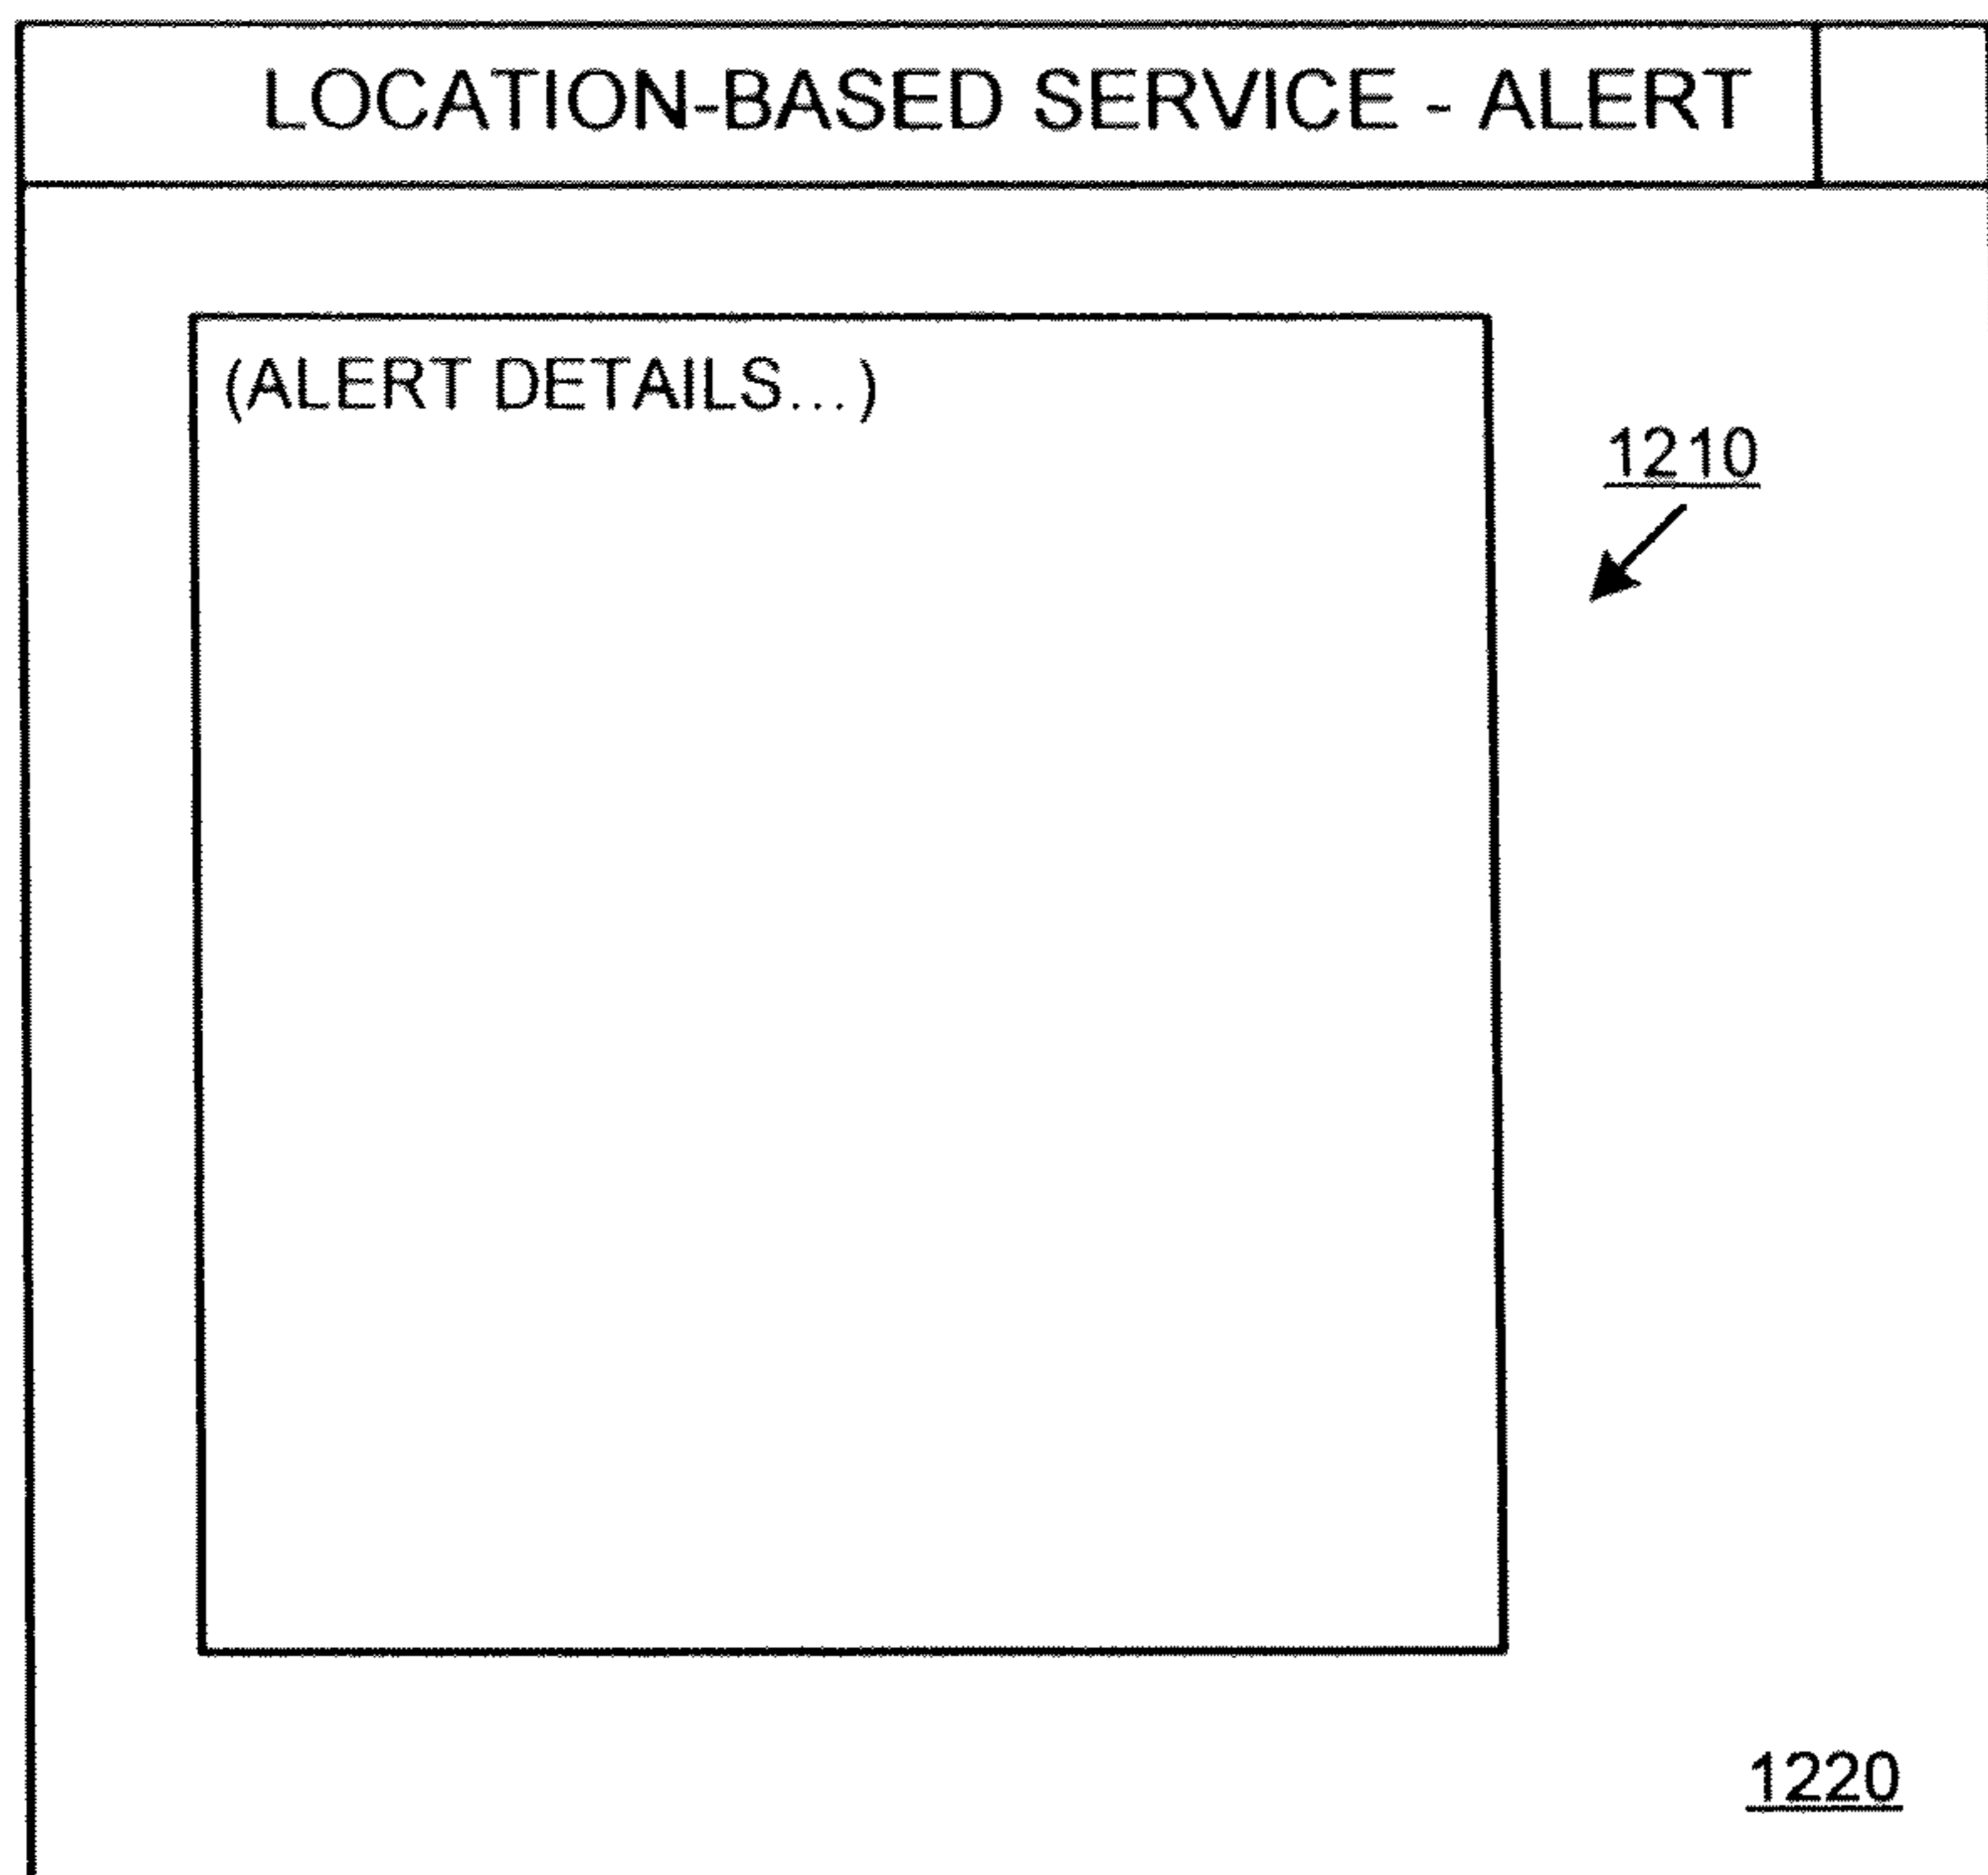 LOCATION-BASED SERVICE - ALERT
(ALERT DETAILS...)
1210
1220